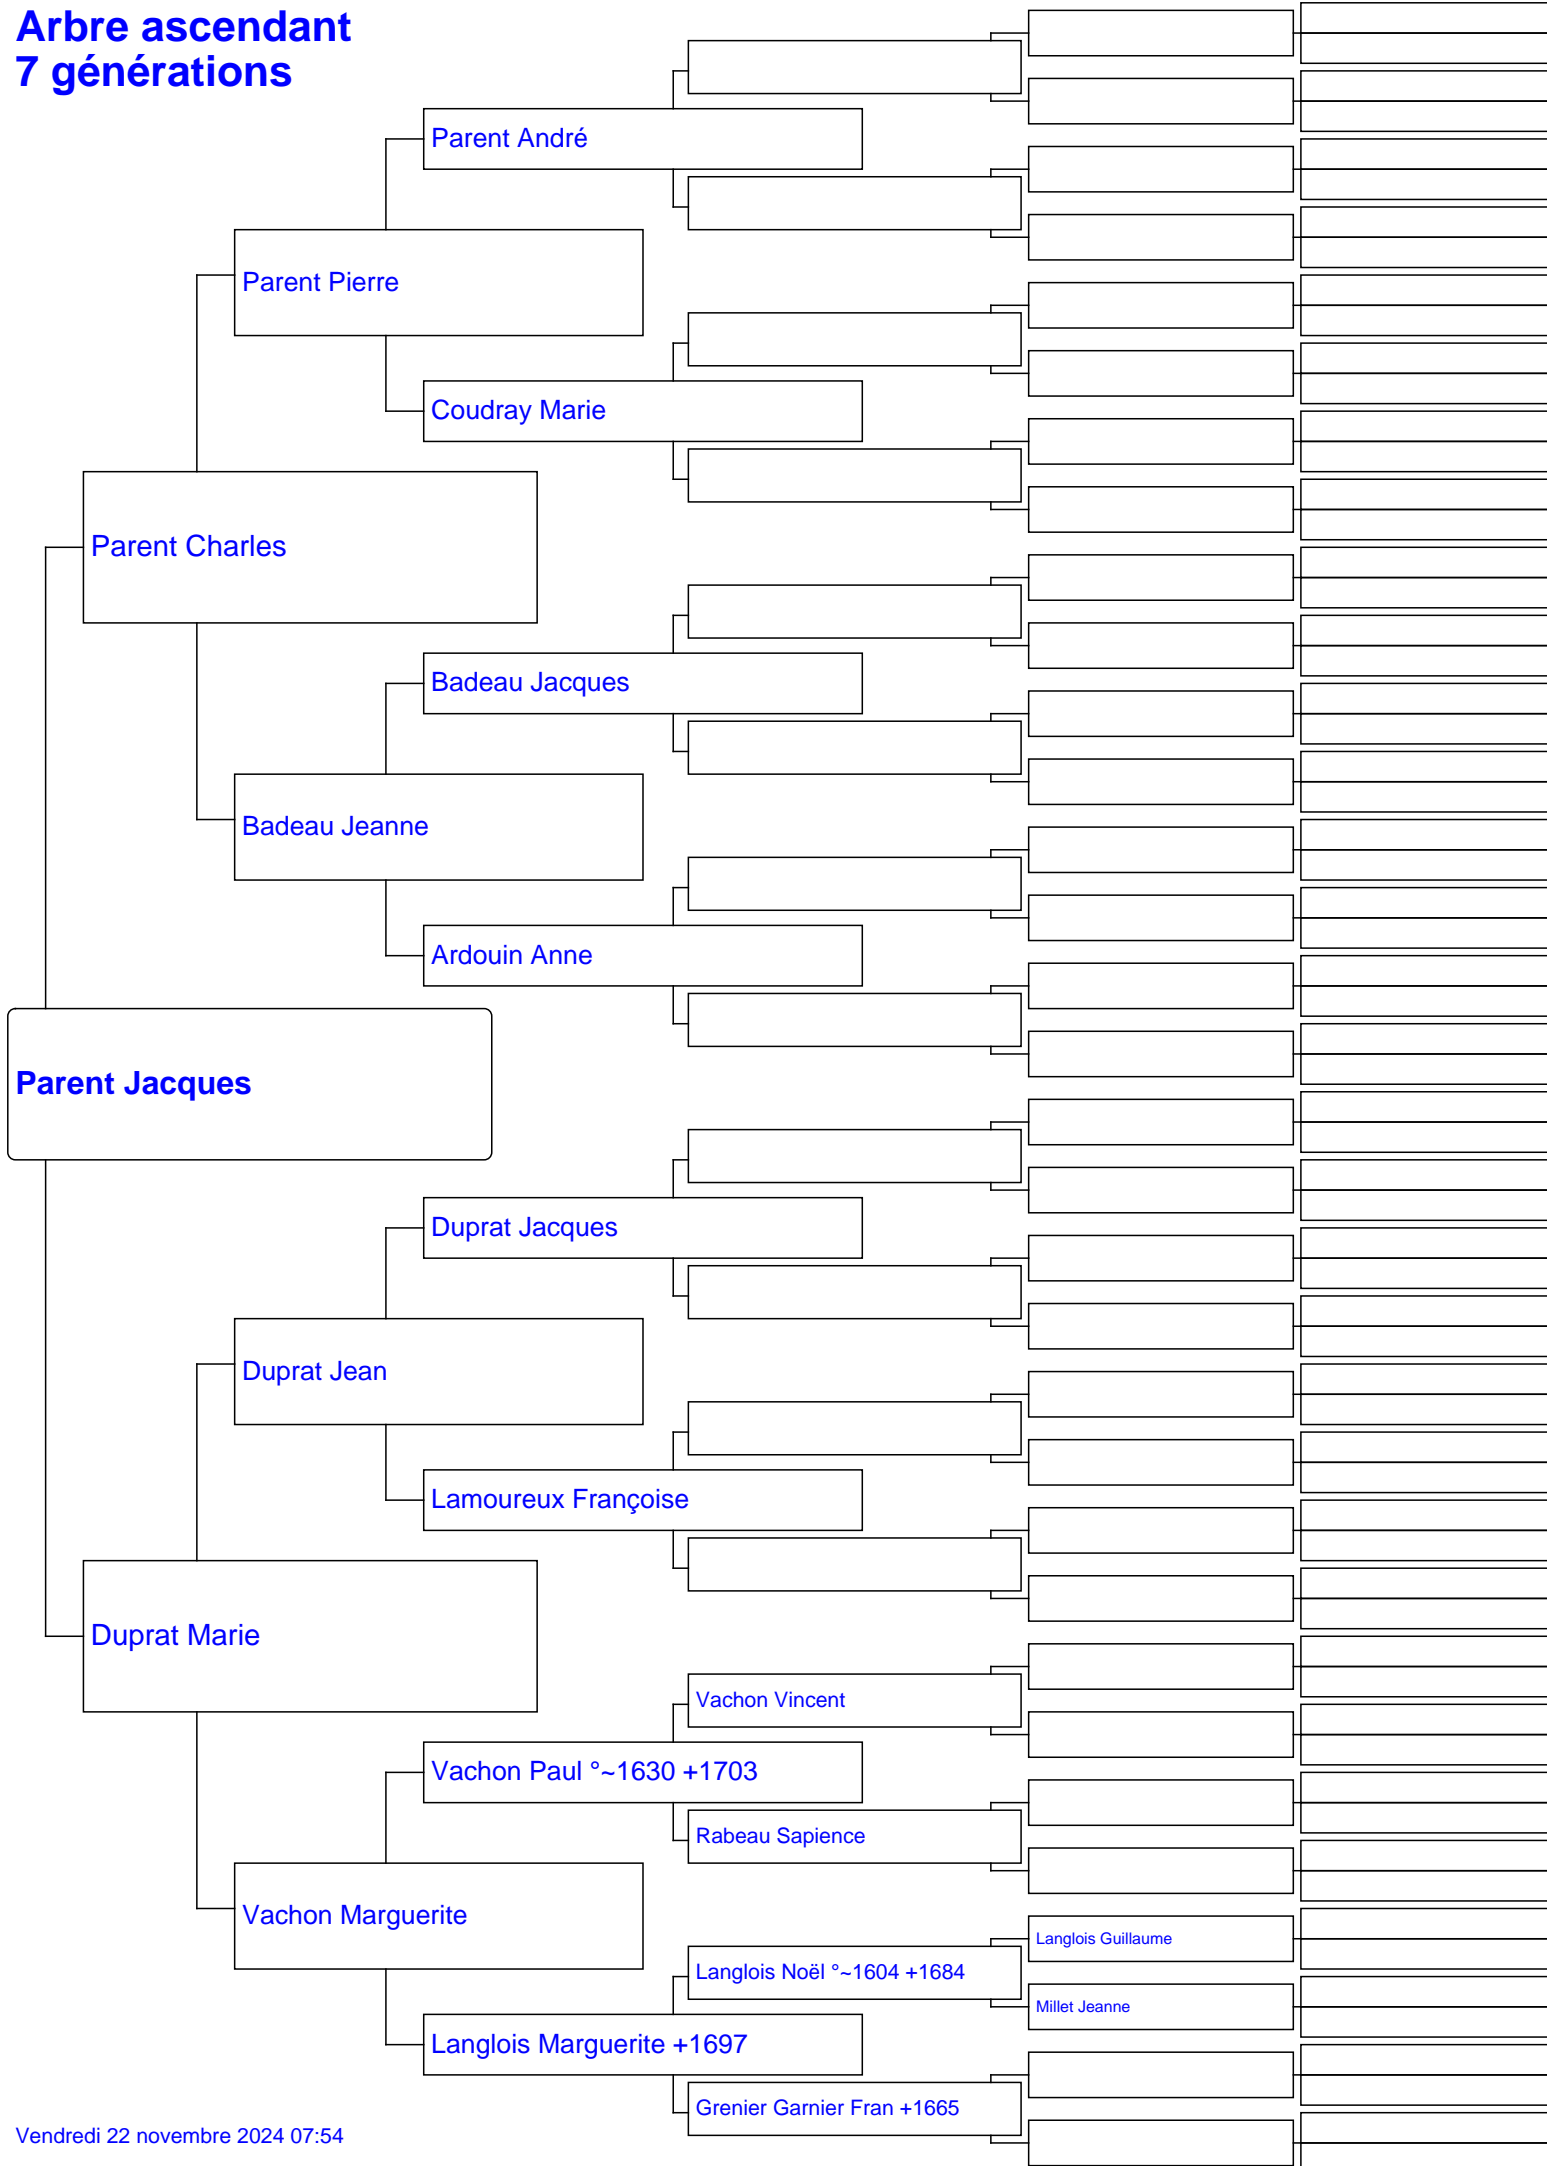 Arbre ascendant
7 générations
Parent André
Parent Pierre
Coudray Marie
Parent Charles
Badeau Jacques
Badeau Jeanne
Ardouin Anne
Parent Jacques
Duprat Jacques
Duprat Jean
Lamoureux Françoise
Duprat Marie
Vachon Vincent
Vachon Paul °~1630 +1703
Rabeau Sapience
Vachon Marguerite
Langlois Guillaume
Langlois Noël °~1604 +1684
Millet Jeanne
Langlois Marguerite +1697
Grenier Garnier Fran +1665
Vendredi 22 novembre 2024 07:54